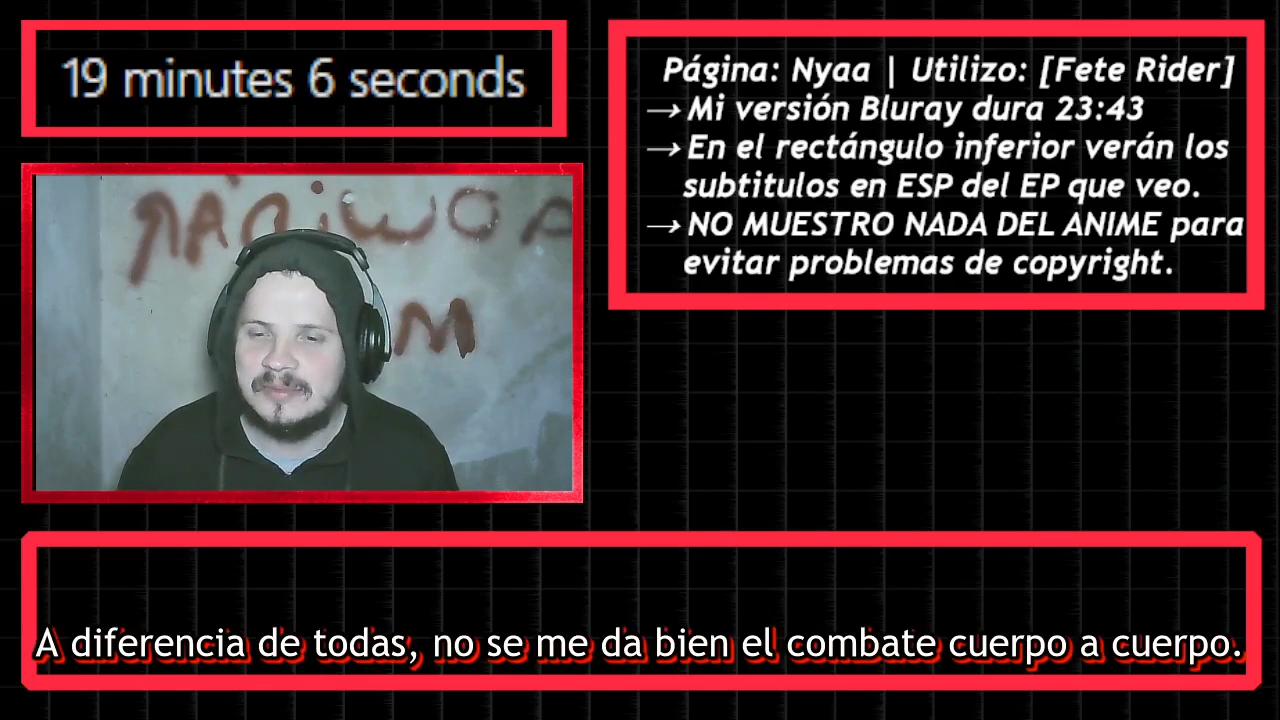 19 minutes 6 seconds
Página: Nyaa | Utilizo: [Fete Rider]
→ Mi versión Bluray dura 23:43
→ En el rectángulo inferior verán los
subtitulos en ESP del EP que veo.
→ NO MUESTRO NADA DEL ANIME para
evitar problemas de copyright.
A diferencia de todas, no se me da bien el combate cuerpo a cuerpo.